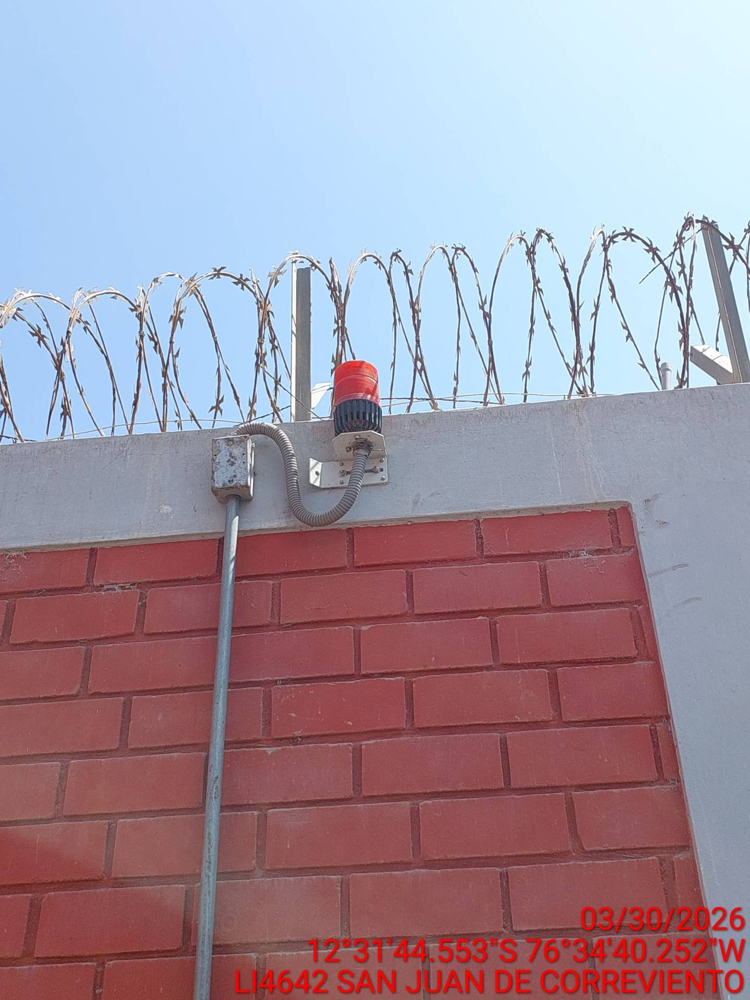 03/30/2026
12°31'44.553"S 76°34'40.252"W
LI4642 SAN JUAN DE CORREVIENTO